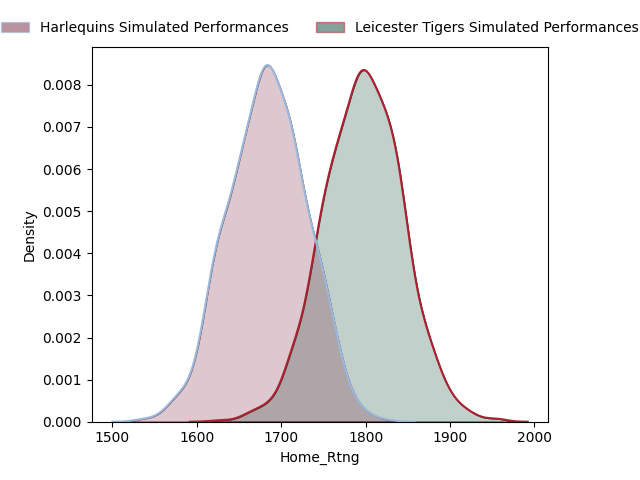 Harlequins Simulated Performances Leicester Tigers Simulated Performances
0.008
0.007
0.006
0.005
0.004
0.003
0.002
0.001
0.000
Density
1500 1600 1700 1800 1900 2000
Home_Rtng